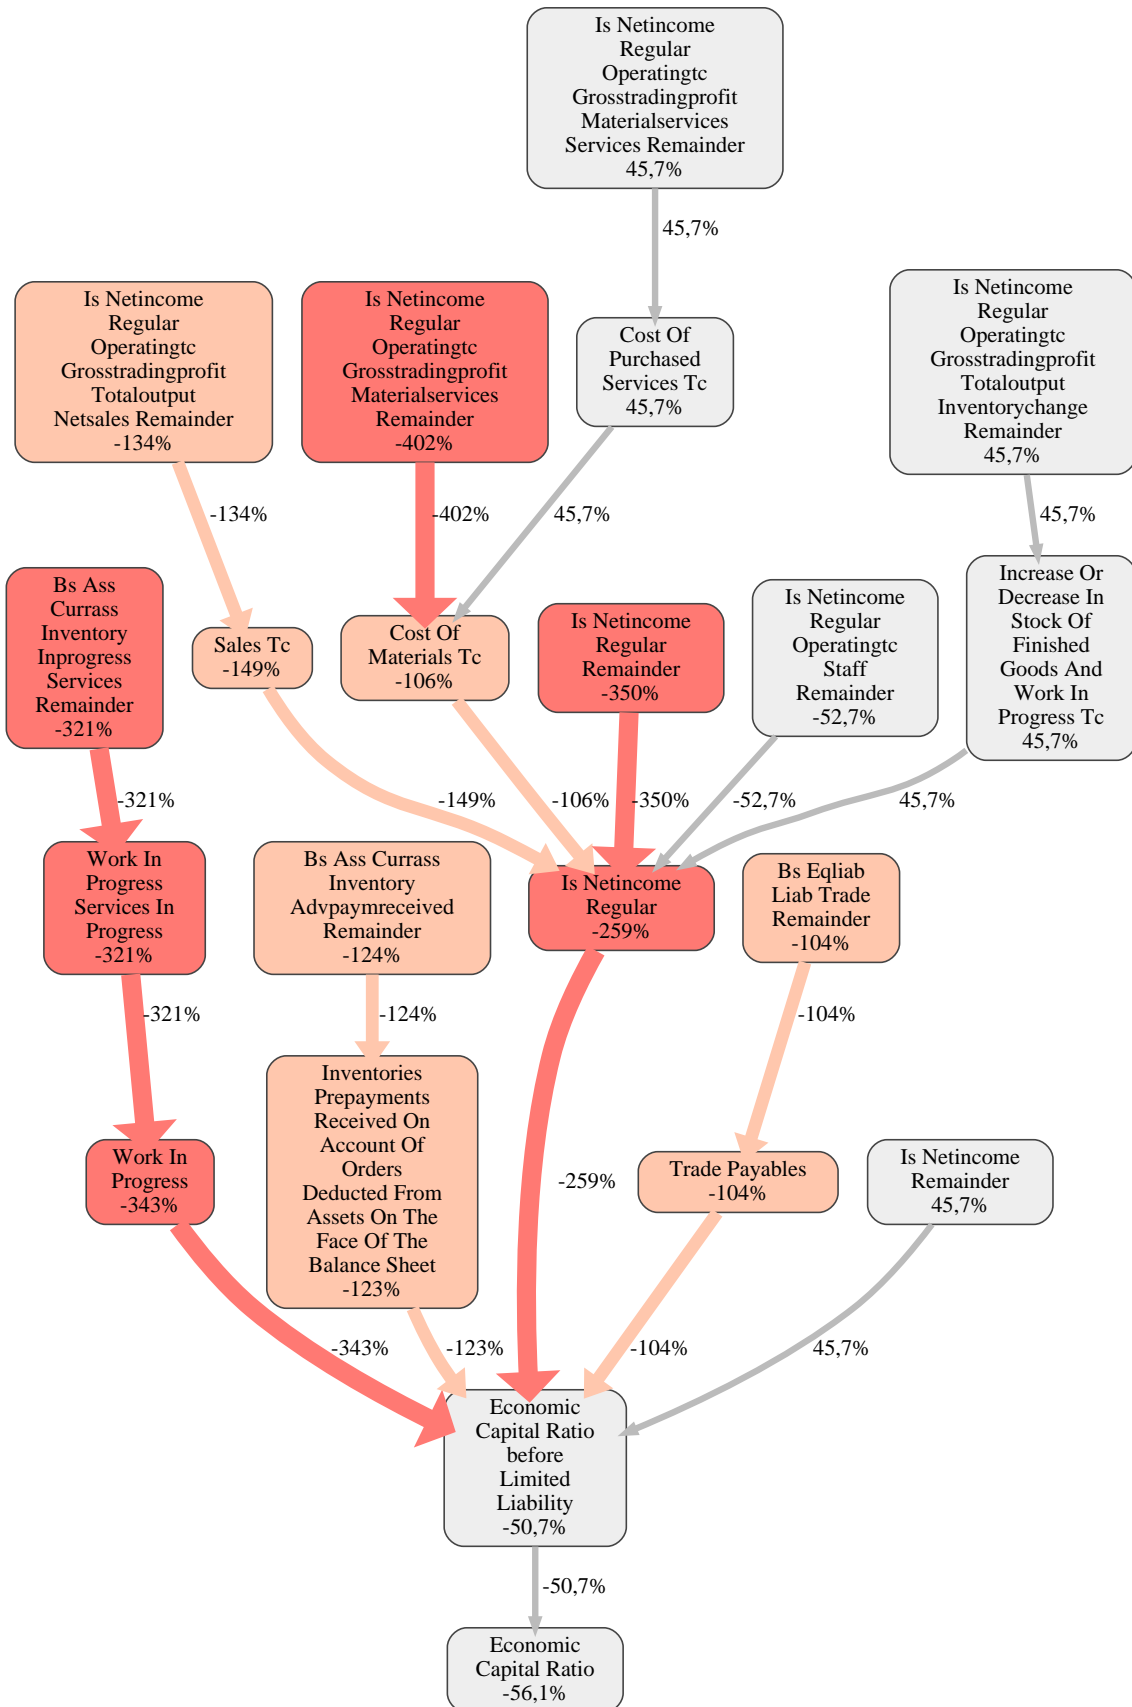 Is Netincome
Regular
Operatingtc
Grosstradingprofit
Materialservices
Services Remainder
45,7%
45,7%
Is Netincome
Regular
Operatingtc
Grosstradingprofit
Totaloutput
Netsales Remainder
-134%
Is Netincome
Regular
Operatingtc
Grosstradingprofit
Materialservices
Remainder
-402%
Cost Of
Purchased
Services Tc
45,7%
Is Netincome
Regular
Operatingtc
Grosstradingprofit
Totaloutput
Inventorychange
Remainder
45,7%
-134%
-402%
45,7%
45,7%
Bs Ass
Currass
Inventory
Inprogress
Services
Remainder
-321%
Sales Tc
-149%
Cost Of
Materials Tc
-106%
Is Netincome
Regular
Remainder
-350%
Is Netincome
Regular
Operatingtc
Staff
Remainder
-52,7%
Increase Or
Decrease In
Stock Of
Finished
Goods And
Work In
Progress Tc
45,7%
-321%
-149%
-106%
-350%
-52,7%
45,7%
Work In
Progress
Services In
Progress
-321%
Bs Ass Currass
Inventory
Advpaymreceived
Remainder
-124%
Is Netincome
Regular
-259%
Bs Eqliab
Liab Trade
Remainder
-104%
-321%
-124%
-104%
Work In
Progress
-343%
Inventories
Prepayments
Received On
Account Of
Orders
Deducted From
Assets On The
Face Of The
Balance Sheet
-123%
-259%
Trade Payables
-104%
Is Netincome
Remainder
45,7%
-343%
-123%
-104%
45,7%
Economic
Capital Ratio
before
Limited
Liability
-50,7%
-50,7%
Economic
Capital Ratio
-56,1%